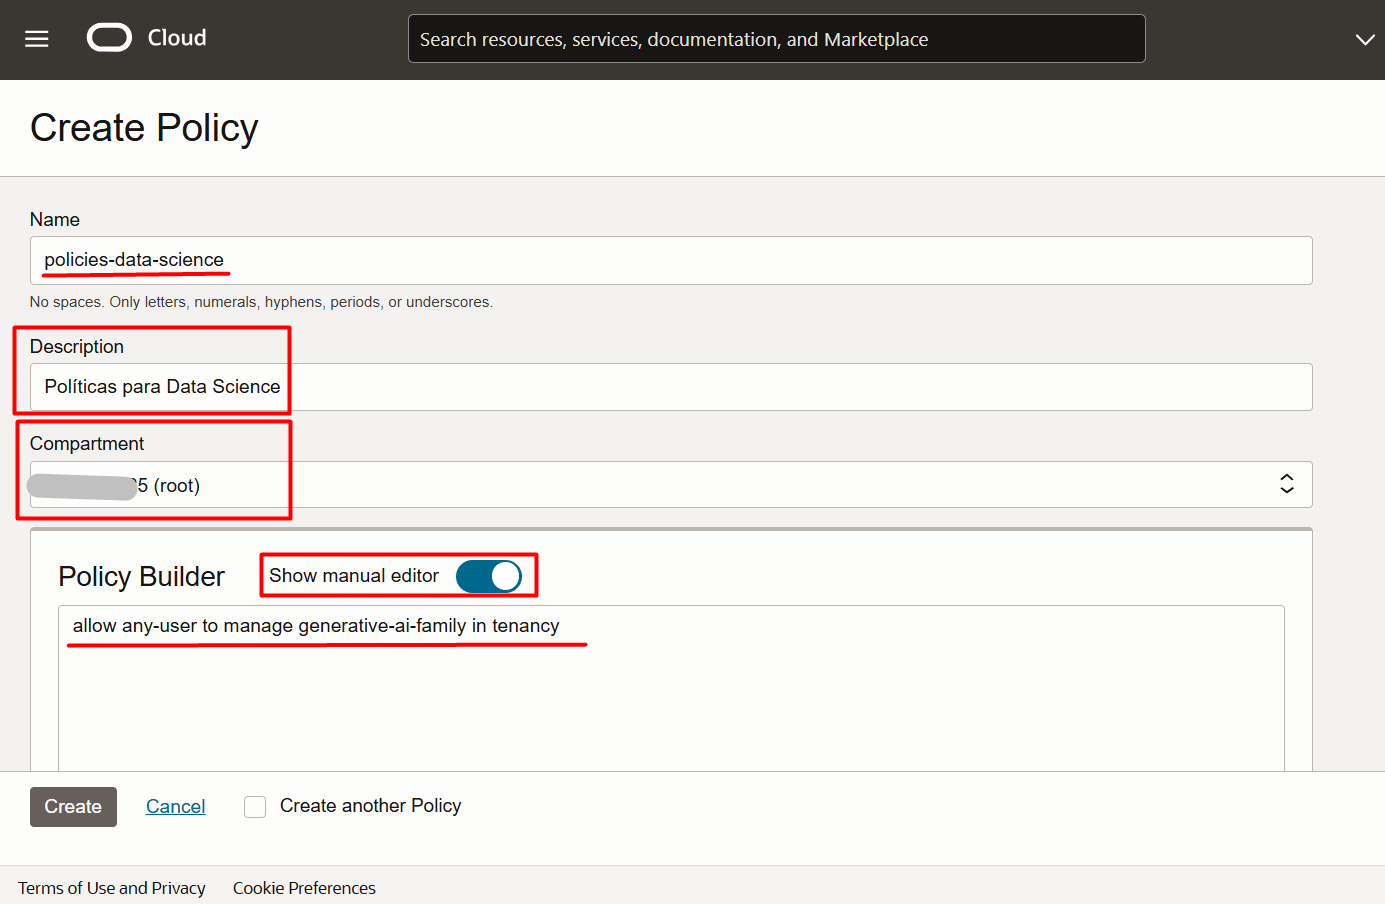 Cloud
Search resources, services, documentation, and Marketplace
Create Policy
Name
policies-data-science
No spaces. Only letters, numerals, hyphens, periods, or underscores.
Description
Políticas para Data Science
Compartment
5 (root)
Policy Builder
Show manual editor
allow any-user to manage generative-ai-family in tenancy
Create
Cancel
Create another Policy
Terms of Use and Privacy
Cookie Preferences